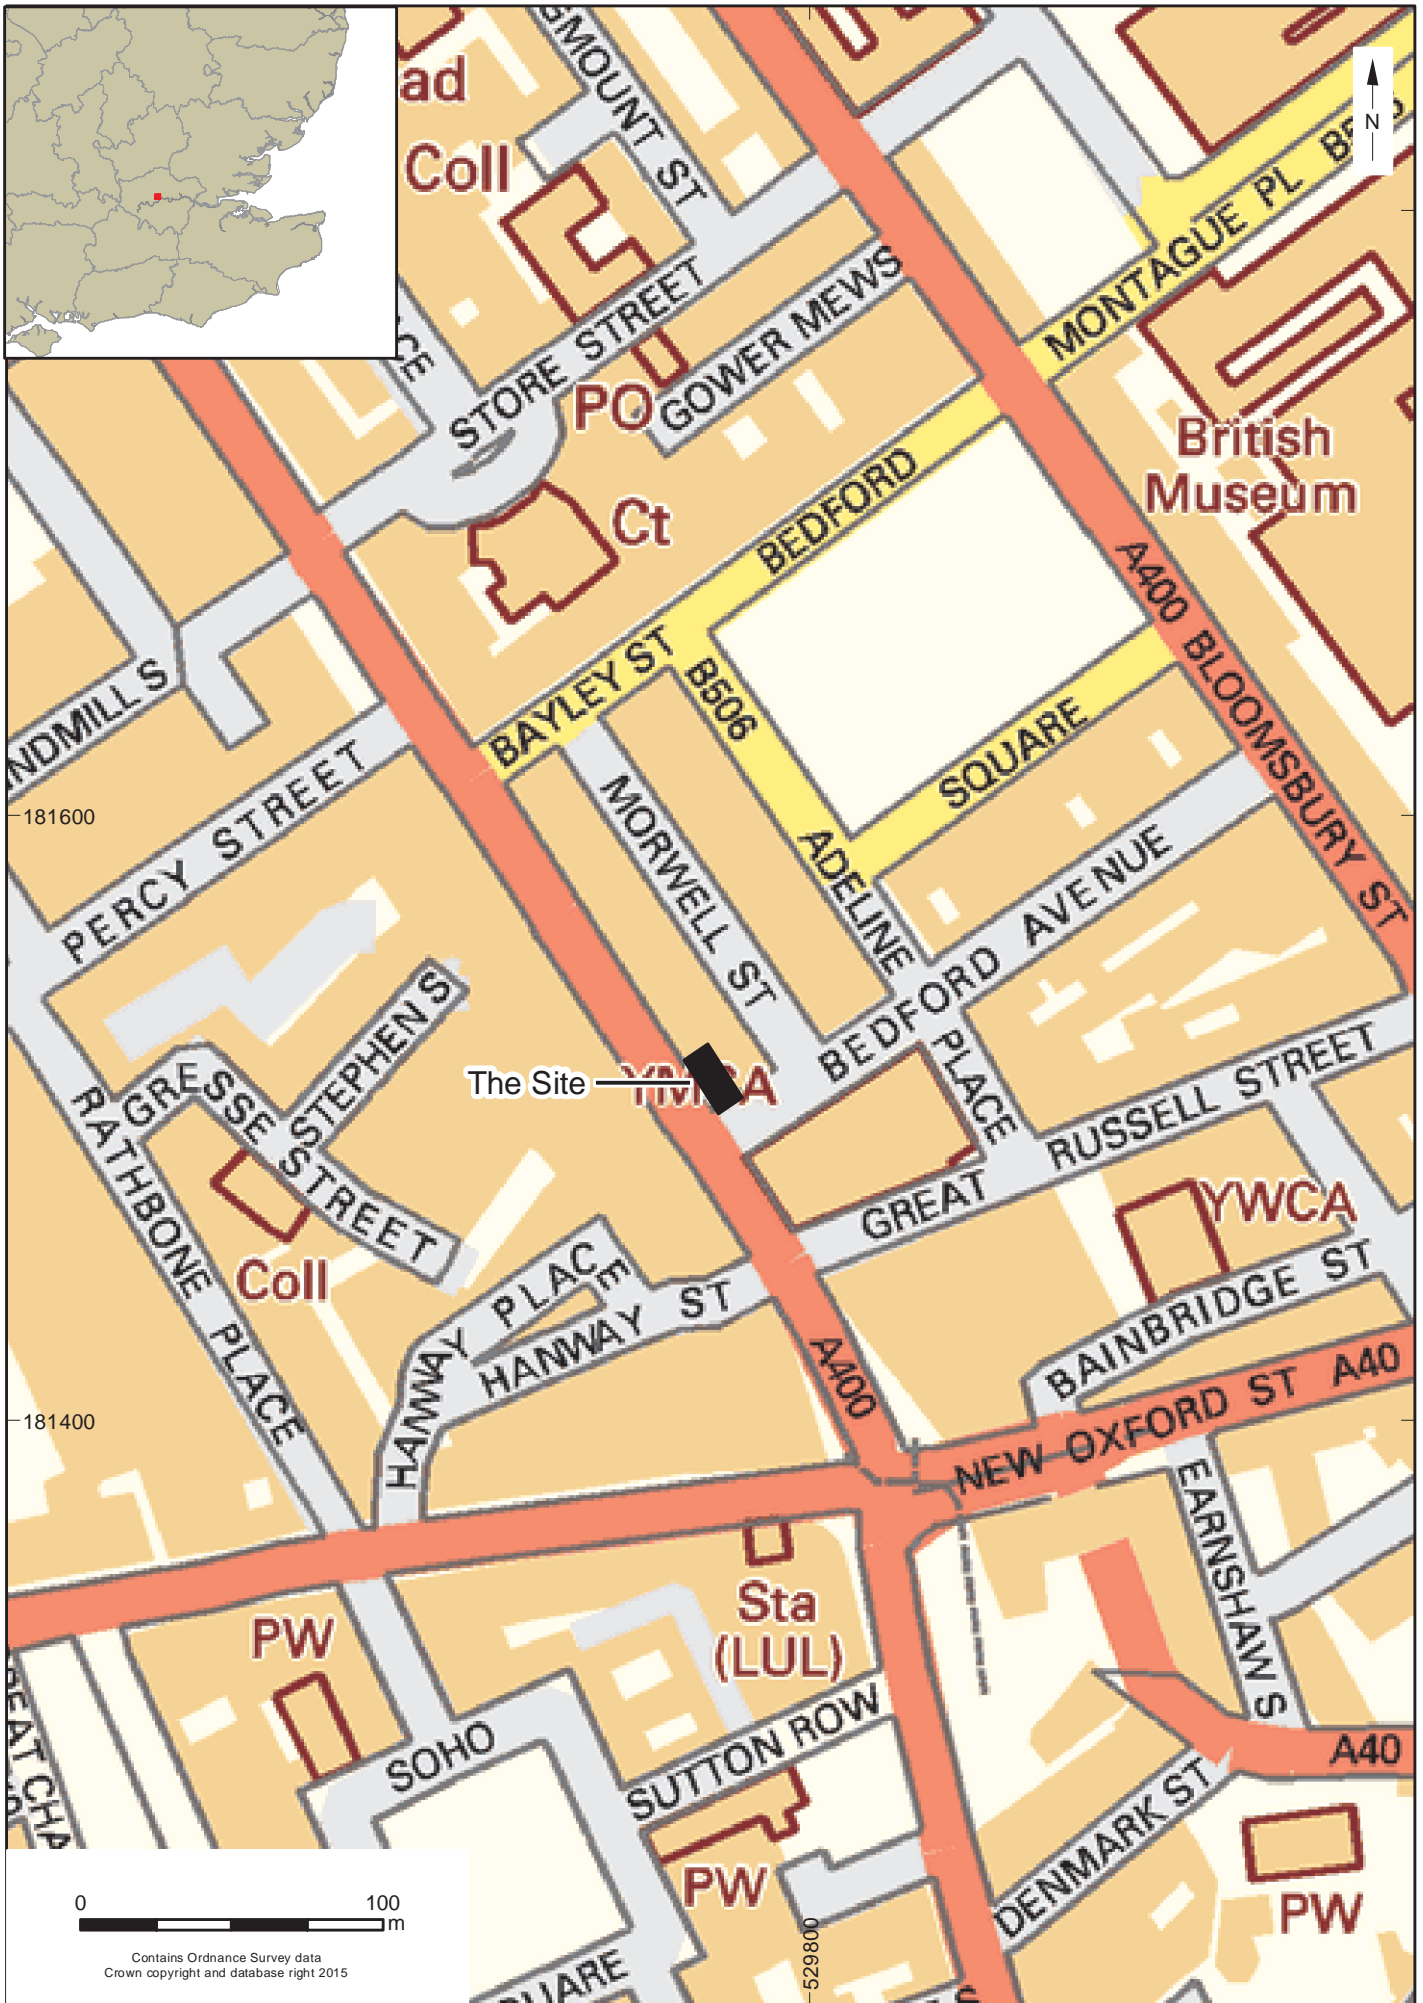 GMOUNT ST
ad
Coll
N
MONTAGUE PL
STORE STREET
GOWER MEWS
PO
British
Museum
Ct
BEDFORD
A400 BLOOMSBURY ST
BAYLEY ST
B506
NDMILL S
SQUARE
PERCY STREET
181600
MORWELL ST
ADELINE
PLACE
BEDFORD AVENUE
STEPHEN S
The Site
GRESSE
STREET
RATHBONE PLACE
GREAT
RUSSELL STREET
YWCA
Coll
HANWAY PLACE
HANWAY ST
BAINBRIDGE ST
A400
181400
NEW OXFORD ST A40
EARNSHAW S
Sta
(LUL)
PW
SOHO
SUTTON ROW
A40
DENMARK ST
PW
PW
EAT CHA
UARE
529800
0 100
m
Contains Ordnance Survey data
Crown copyright and database right 2015